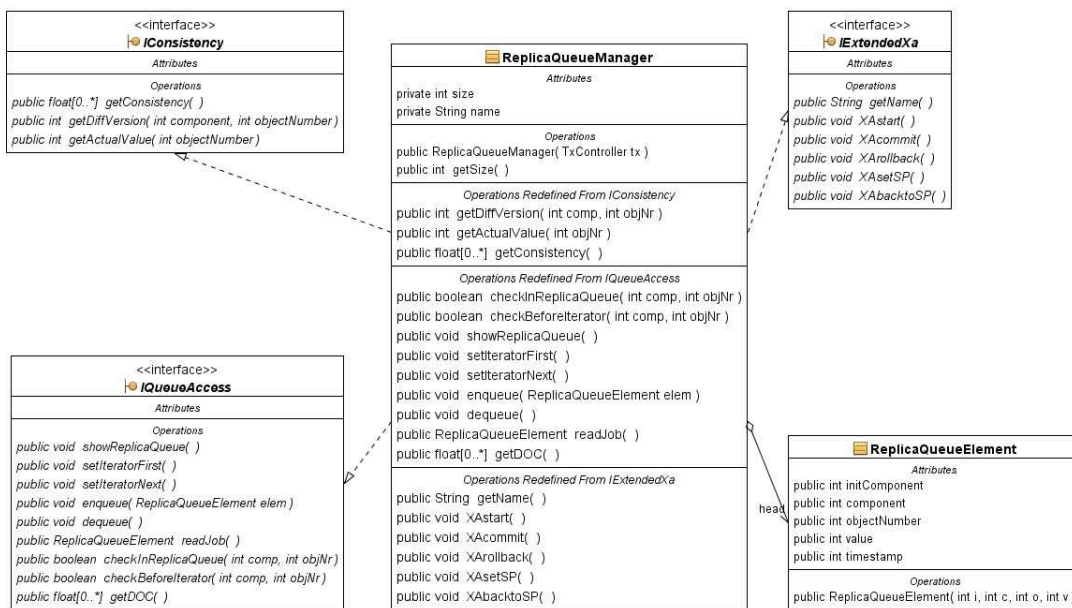 <<interface>>
IConsistency
Attributes
Operations
public float[0..*] getConsistency( )
public int getDiffVersion( int component, int objectNumber )
public int getActualValue( int objectNumber )
ReplicaQueueManager
Attributes
private int size
private String name
Operations
public ReplicaQueueManager( TxController tx )
public int getSize( )
Operations Redefined From IConsistency
public int getDiffVersion( int comp, int objNr )
public int getActualValue( int objNr )
public float[0..*] getConsistency( )
Operations Redefined From IQueueAccess
public boolean checkInReplicaQueue( int comp, int objNr )
public boolean checkBeforeIterator( int comp, int objNr )
public void showReplicaQueue( )
public void setIteratorFirst( )
public void setIteratorNext( )
public void enqueue( ReplicaQueueElement elem )
public void dequeue( )
public ReplicaQueueElement readJob( )
public float[0..*] getDOC( )
Operations Redefined From IExtendedXa
public String getName( )
public void XAstart( )
public void XAcommit( )
public void XArollback( )
public void XAsetSP( )
public void XAbacktoSP( )
<<interface>>
IExtendedXa
Attributes
Operations
public String getName( )
public void XAstart( )
public void XAcommit( )
public void XArollback( )
public void XAsetSP( )
public void XAbacktoSP( )
<<interface>>
IQueueAccess
Attributes
Operations
public void showReplicaQueue( )
public void setIteratorFirst( )
public void setIteratorNext( )
public void enqueue( ReplicaQueueElement elem )
public void dequeue( )
public ReplicaQueueElement readJob( )
public boolean checkInReplicaQueue( int comp, int objNr )
public boolean checkBeforeIterator( int comp, int objNr )
public float[0..*] getDOC( )
head
ReplicaQueueElement
Attributes
public int initComponent
public int component
public int objectNumber
public int value
public int timestamp
Operations
public ReplicaQueueElement( int i, int c, int o, int v )